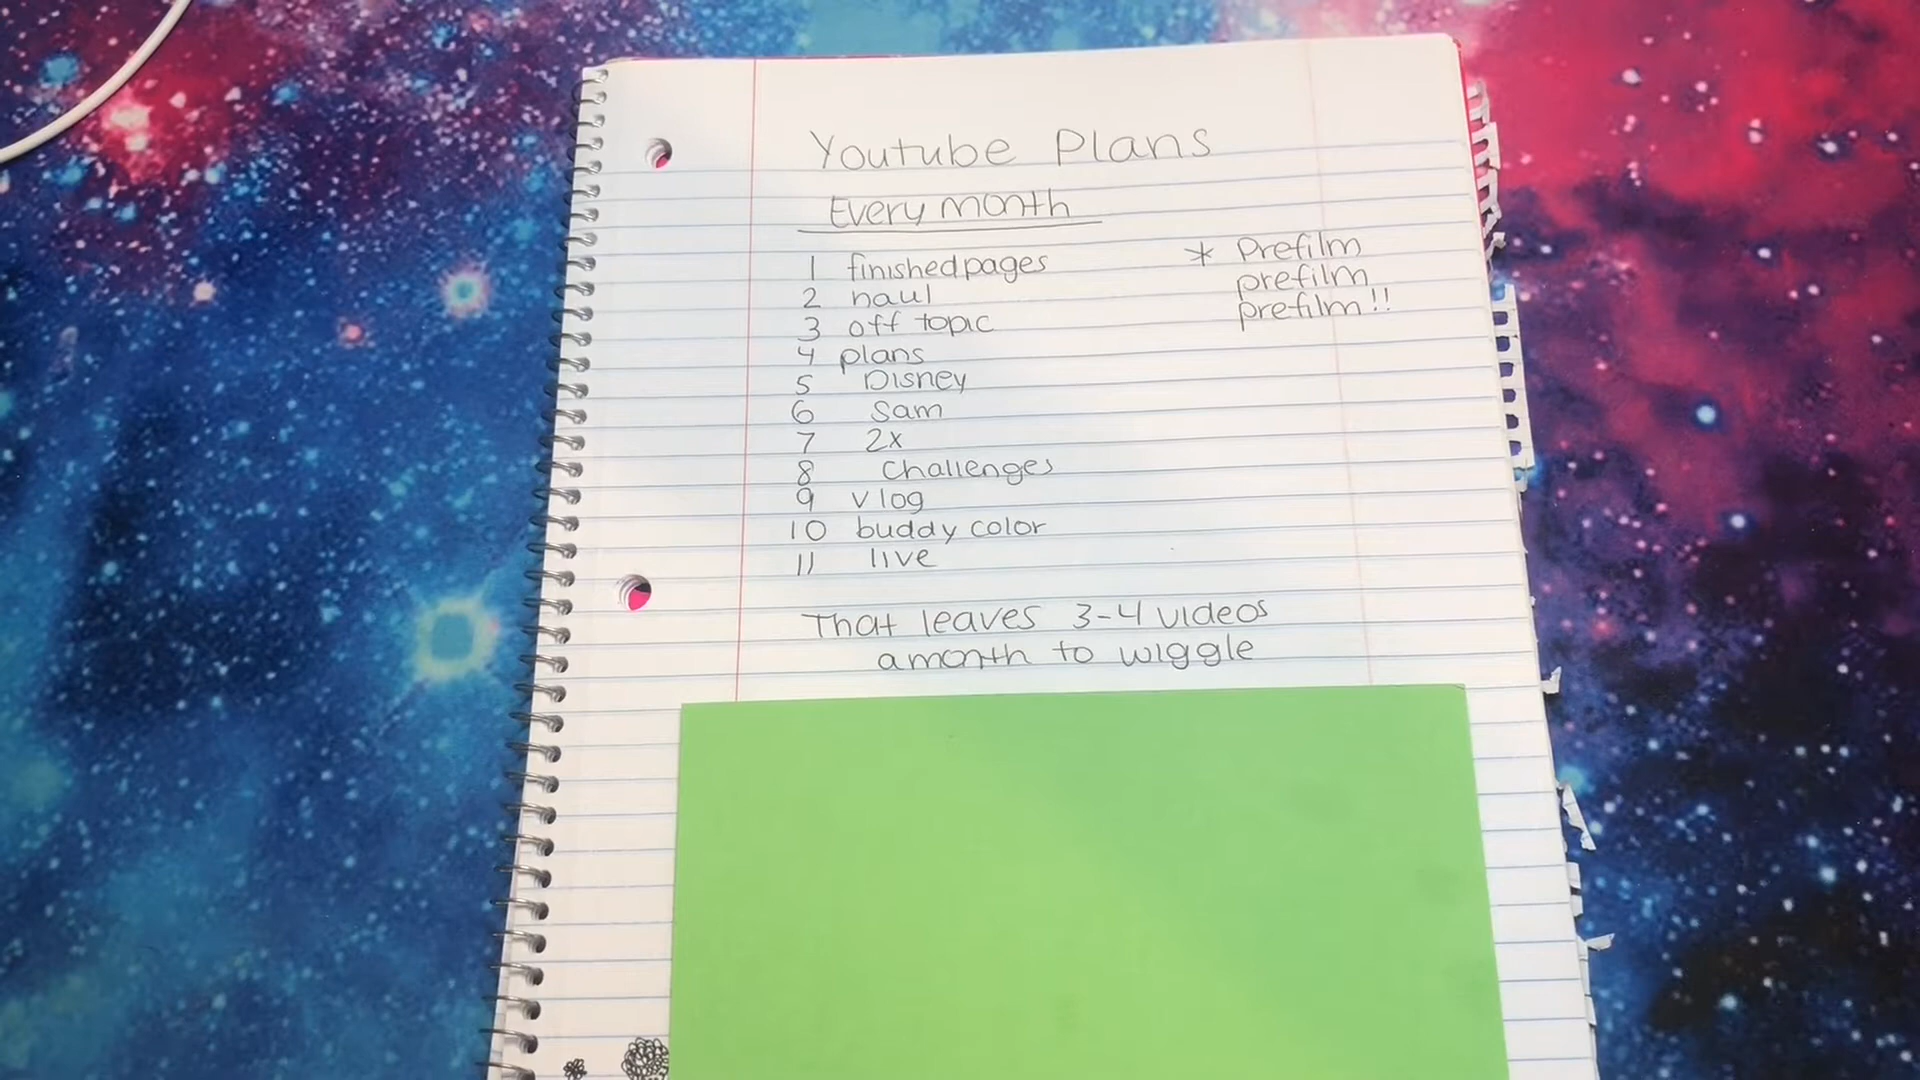 Youtube Plans
Every month
1 finished pages
2 haul
3 off topic
4 plans
5 Disney
6 Sam
7 2x
8 Challenges
9 vlog
10 buddy color
11 live
* Prefilm
prefilm
prefilm!!
That leaves 3-4 videos
a month to wiggle